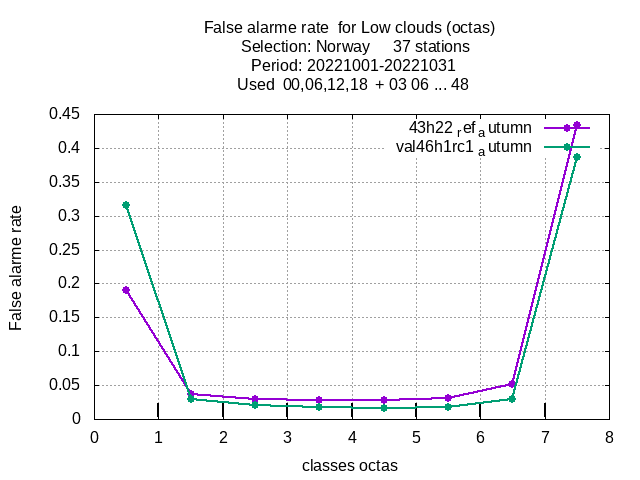 False alarme rate  for Low clouds (octas)
Selection: Norway     37 stations
Period: 20221001-20221031
Used  00,06,12,18  + 03 06 ... 48
43h22 ref autumn
val46h1rc1 autumn
False alarme rate
0.45
0.4
0.35
0.3
0.25
0.2
0.15
0.1
0.05
0
0 1 2 3 4 5 6 7 8
classes octas